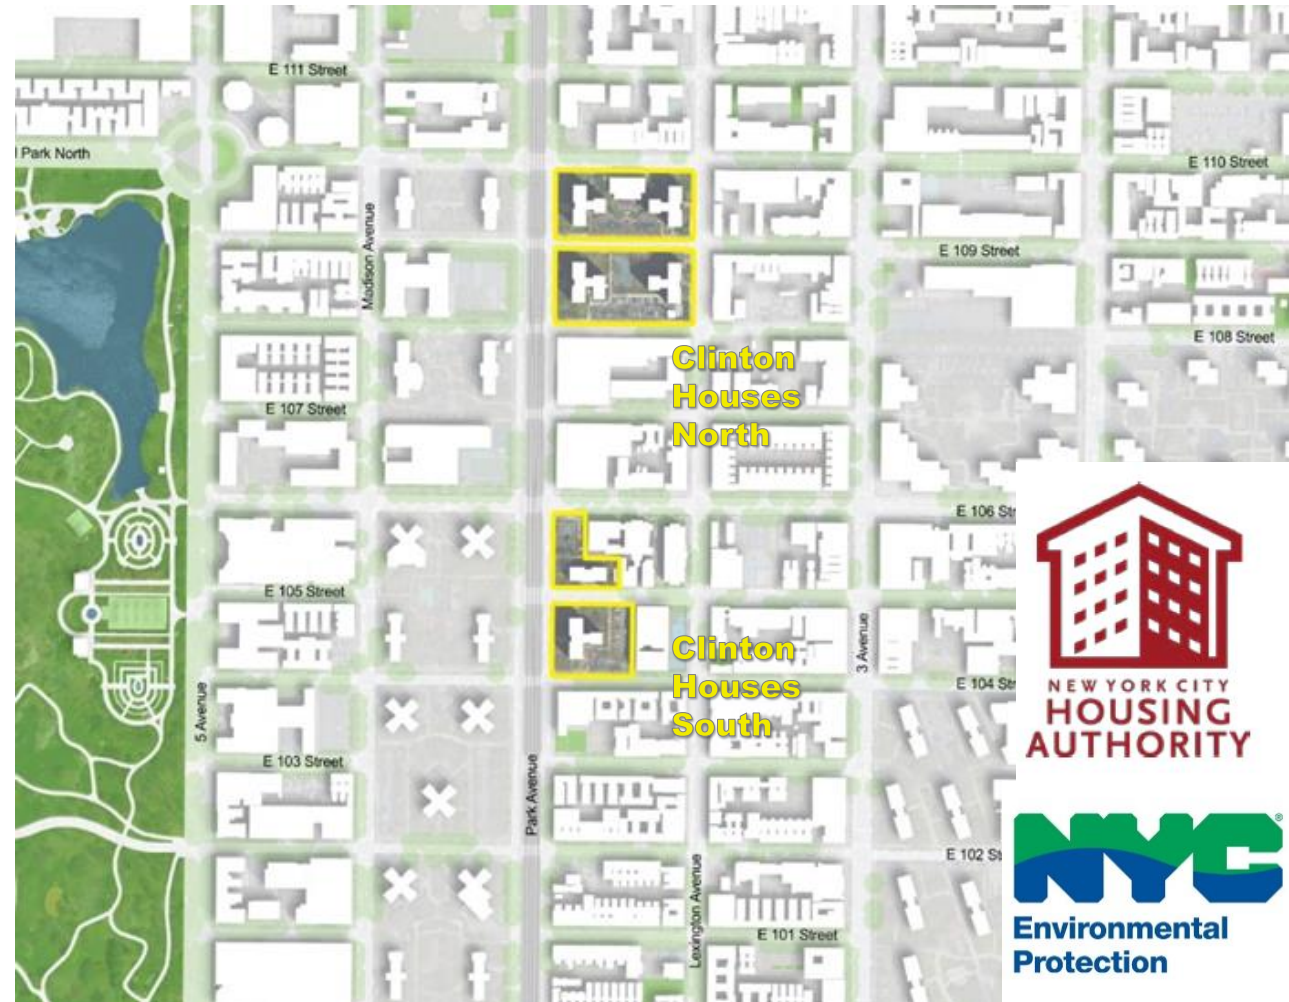 E 111 Street
Park North
E 110 Street
Madison Avenue
E 109 Street
E 108 Street
Clinton
Houses
North
E 107 Street
E 106 St
E 105 Street
3 Avenue
Clinton
Houses
South
E 104 St
5 Avenue
E 103 Street
Park Avenue
E 102 St
Lexington Avenue
E 101 Street
NEW YORK CITY
HOUSING
AUTHORITY
NYC®
Environmental
Protection